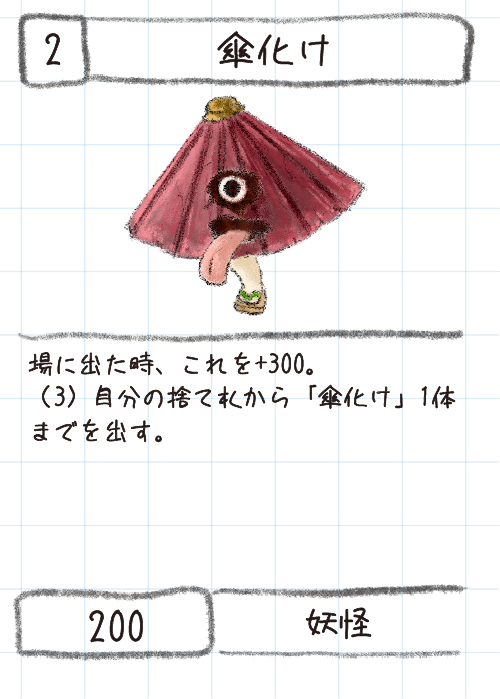 2
傘化け
場に出た時、これを+300。
（3）自分の捨て札から「傘化け」1体
までを出す。
200
妖怪